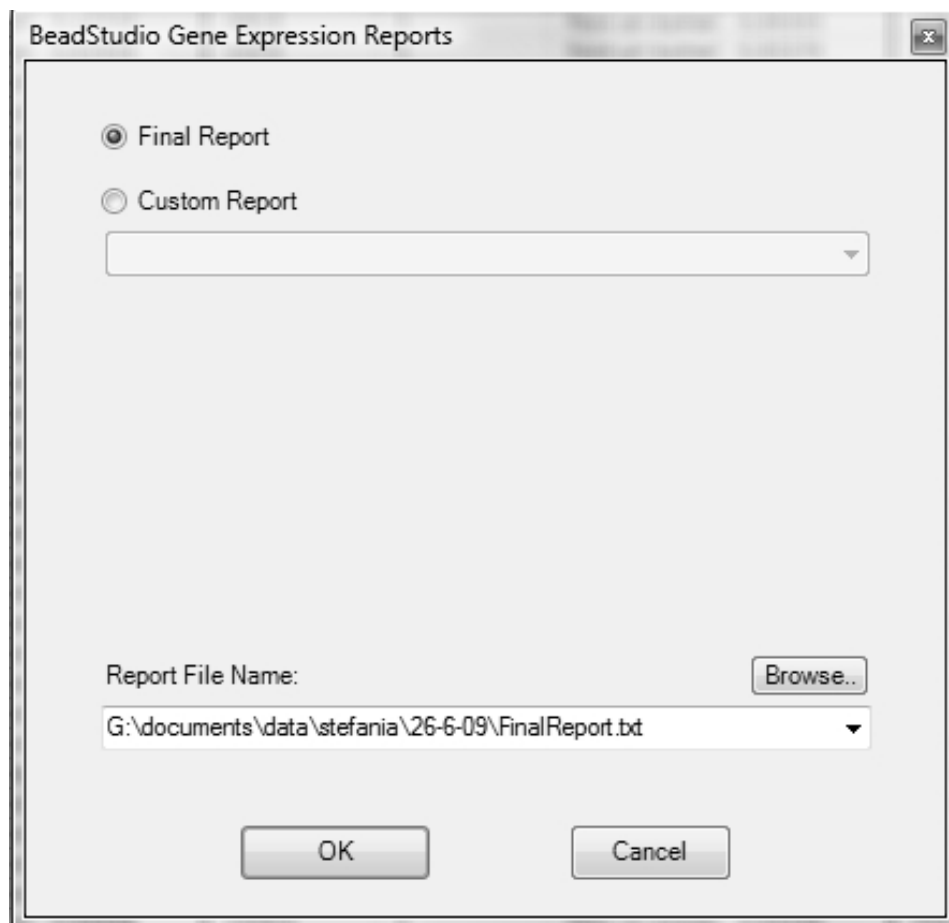 BeadStudio Gene Expression Reports
Final Report
Custom Report
Report File Name:
Browse..
G:\documents\data\stefania\26-6-09\FinalReport.txt
OK
Cancel